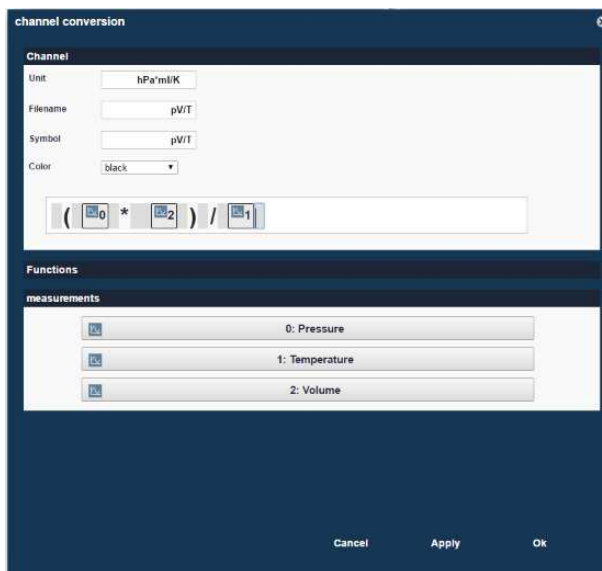 channel conversion
Channel
Unit hPa*ml/K
Filename pV/T
Symbol pV/T
Color black
( 0 * 2 ) / 1
Functions
measurements
0: Pressure
1: Temperature
2: Volume
Cancel Apply Ok